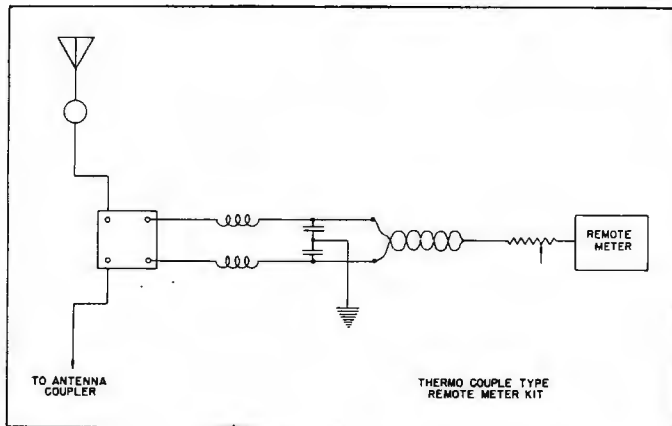 REMOTE
METER
TO ANTENNA
COUPLER
THERMO COUPLE TYPE
REMOTE METER KIT